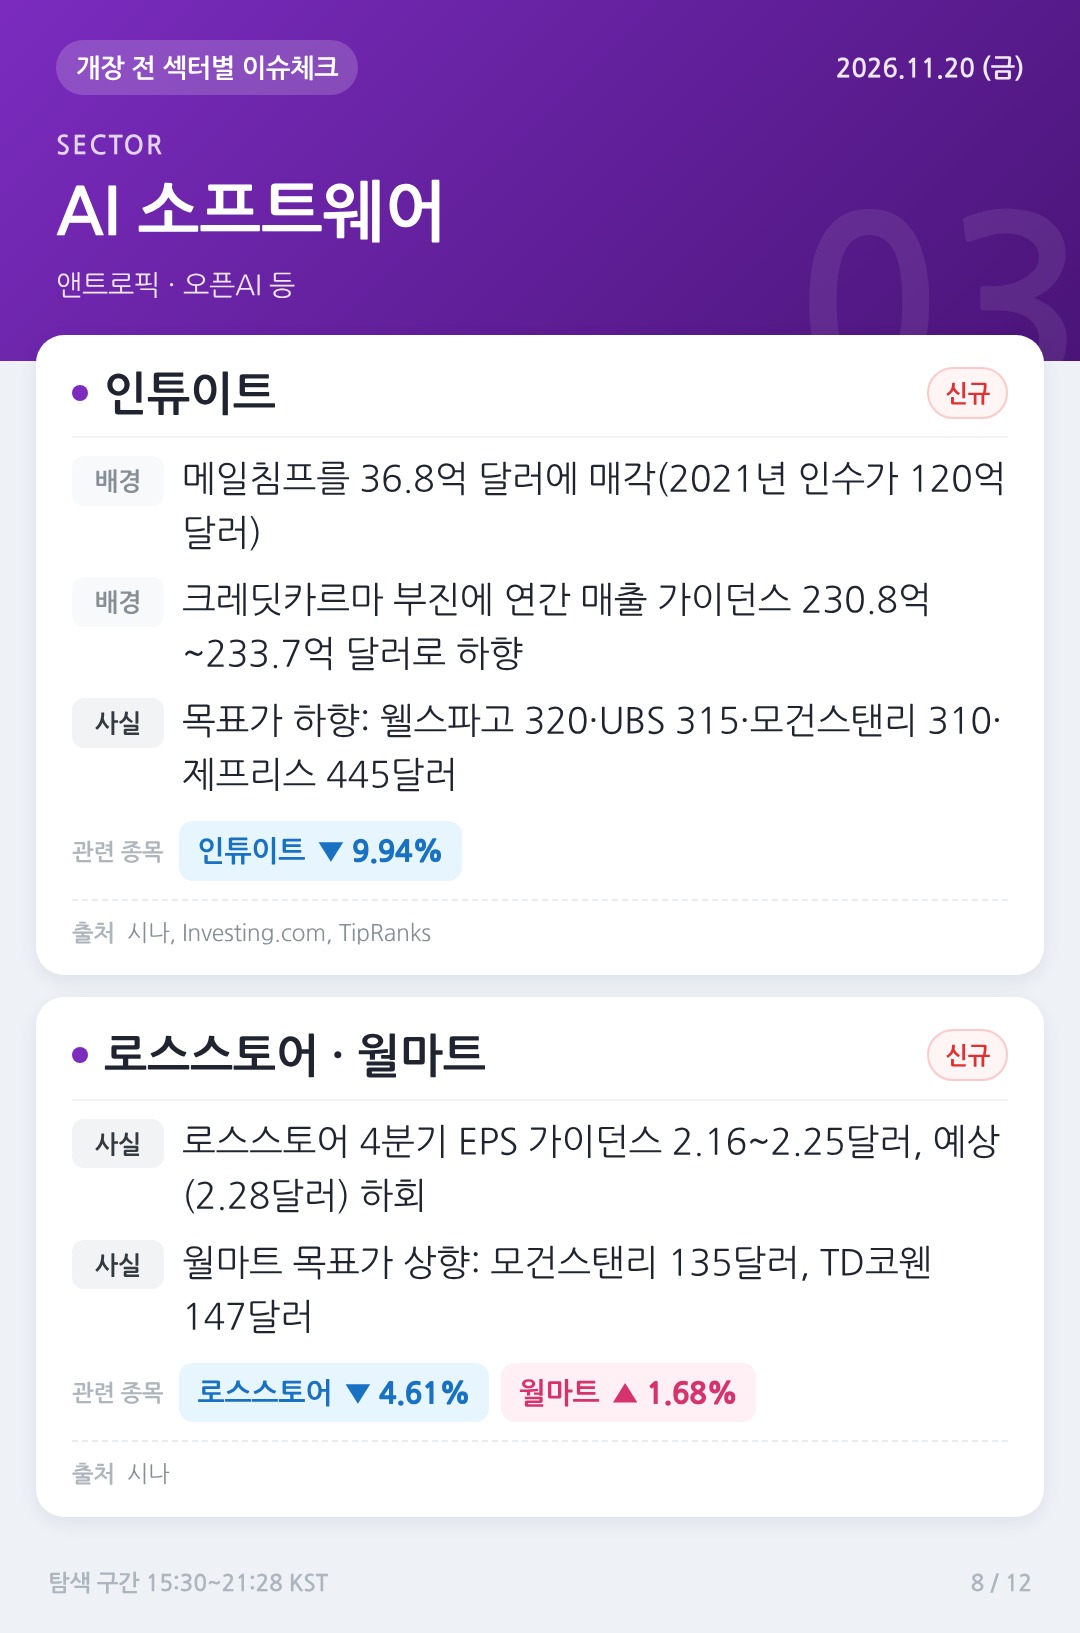 개장 전 섹터별 이슈체크
2026.11.20 (금)
SECTOR
AI 소프트웨어
앤트로픽 · 오픈AI 등
03
인튜이트
신규
배경
메일침프를 36.8억 달러에 매각(2021년 인수가 120억
달러)
배경
크레딧카르마 부진에 연간 매출 가이던스 230.8억
~233.7억 달러로 하향
사실
목표가 하향: 웰스파고 320·UBS 315·모건스탠리 310·
제프리스 445달러
관련 종목
인튜이트 ▼ 9.94%
출처 시나, Investing.com, TipRanks
로스스토어 · 월마트
신규
사실
로스스토어 4분기 EPS 가이던스 2.16~2.25달러, 예상
(2.28달러) 하회
사실
월마트 목표가 상향: 모건스탠리 135달러, TD코웬
147달러
관련 종목
로스스토어 ▼ 4.61%
월마트 ▲ 1.68%
출처 시나
탐색 구간 15:30~21:28 KST
8 / 12